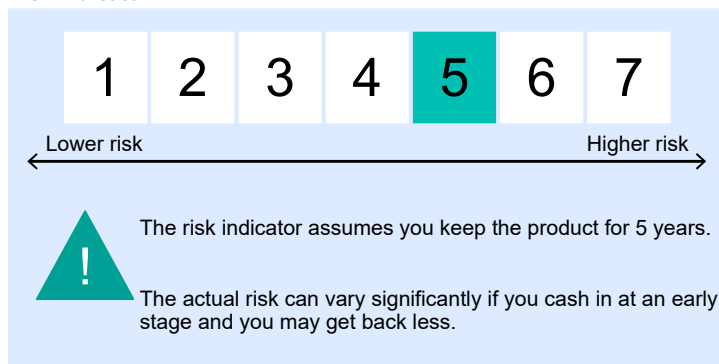 1 2 3 4 5 6 7
Lower risk Higher risk
!
The risk indicator assumes you keep the product for 5 years.
The actual risk can vary significantly if you cash in at an early
stage and you may get back less.